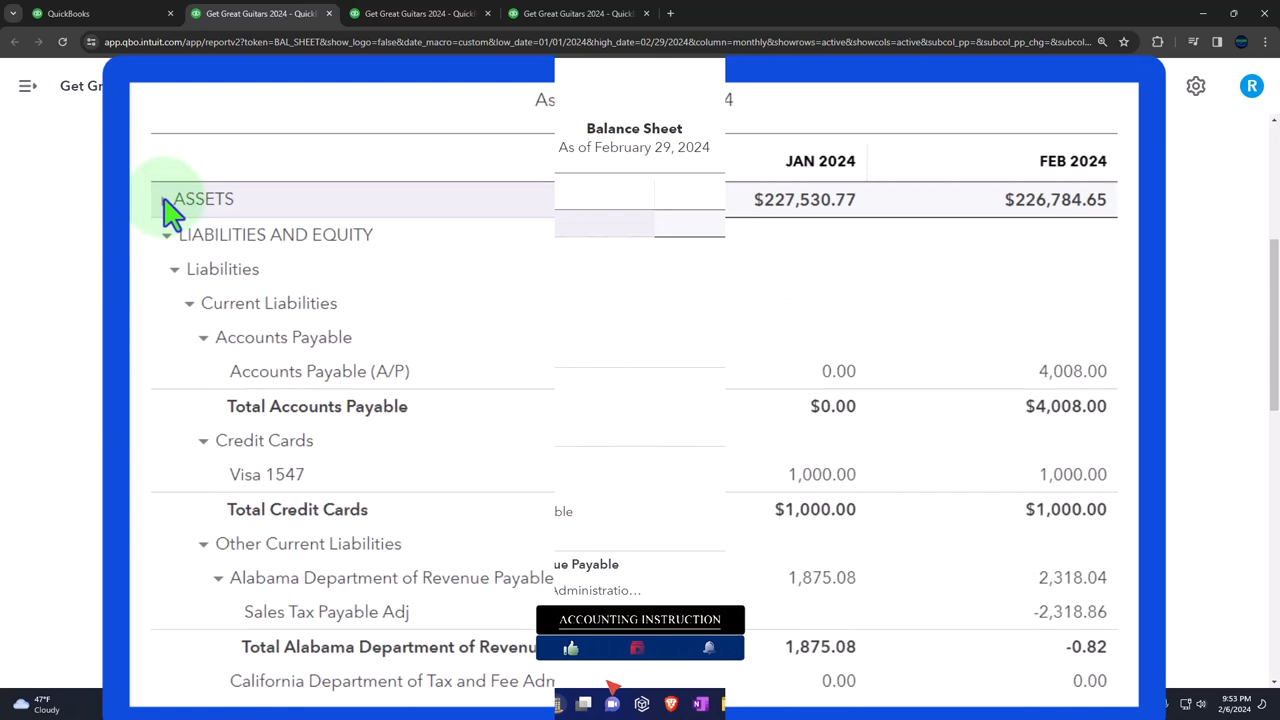 QuickBooks
Get Great Guitars 2024 - QuickB
Get Great Guitars 2024 - QuickB
app.qbo.intuit.com/app/reportv2?token=BAL_SHEET&show_logo=false&date_macro=custom&low_date=01/01/2024&high_date=02/29/2024&column=monthly&showrows=active&showcols=active&subcol_pp=&subcol_pp_chg=&subcol...
Get Gr
R
As
4
Balance Sheet
As of February 29, 2024
JAN 2024 FEB 2024
ASSETS $227,530.77 $226,784.65
LIABILITIES AND EQUITY
Liabilities
Current Liabilities
Accounts Payable
Accounts Payable (A/P) 0.00 4,008.00
Total Accounts Payable $0.00 $4,008.00
Credit Cards
Visa 1547 1,000.00 1,000.00
Total Credit Cards $1,000.00 $1,000.00
ble
Other Current Liabilities
ue Payable
Alabama Department of Revenue Payable 1,875.08 2,318.04
Administratio...
Sales Tax Payable Adj -2,318.86
ACCOUNTING INSTRUCTION
Total Alabama Department of Revenu 1,875.08 -0.82
California Department of Tax and Fee Adm 0.00 0.00
47°F
Cloudy
9:53 PM
2/6/2024